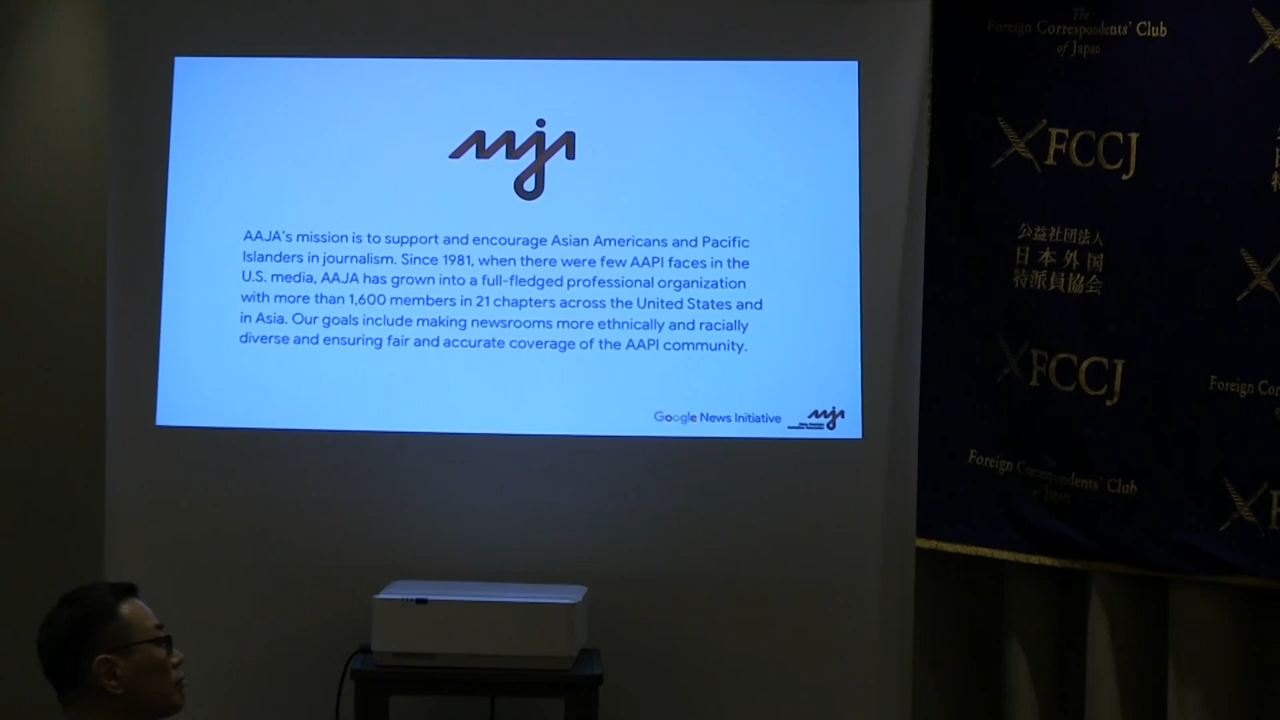 AAJA's mission is to support and encourage Asian Americans and Pacific
Islanders in journalism. Since 1981, when there were few AAPI faces in the
U.S. media, AAJA has grown into a full-fledged professional organization
with more than 1,600 members in 21 chapters across the United States and
in Asia. Our goals include making newsrooms more ethnically and racially
diverse and ensuring fair and accurate coverage of the AAPI community.
Google News Initiative
The
Foreign Correspondents' Club
of Japan
FCCJ
公益社団法人
日本外国
特派員協会
FCCJ
Foreign Correspondents' Club
of Japan
Foreign Cor